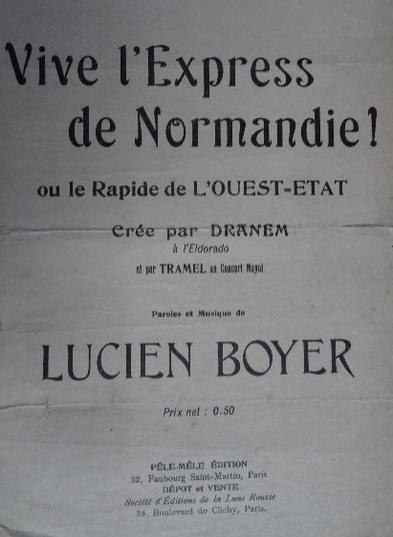 Vive l'Express
de Normandie!
ou le Rapide de L'OUEST-ETAT
Crée par DRANEM
à l'Eldorado
et par TRAMEL au Concert Mayol
Paroles et Musique de
LUCIEN BOYER
Prix net : 0.50
PÊLE-MÊLE ÉDITION
32, Faubourg Saint-Martin, Paris
DÉPOT et VENTE
Société d'Éditions de la Lune Rousse
34, Boulevard de Clichy, Paris.